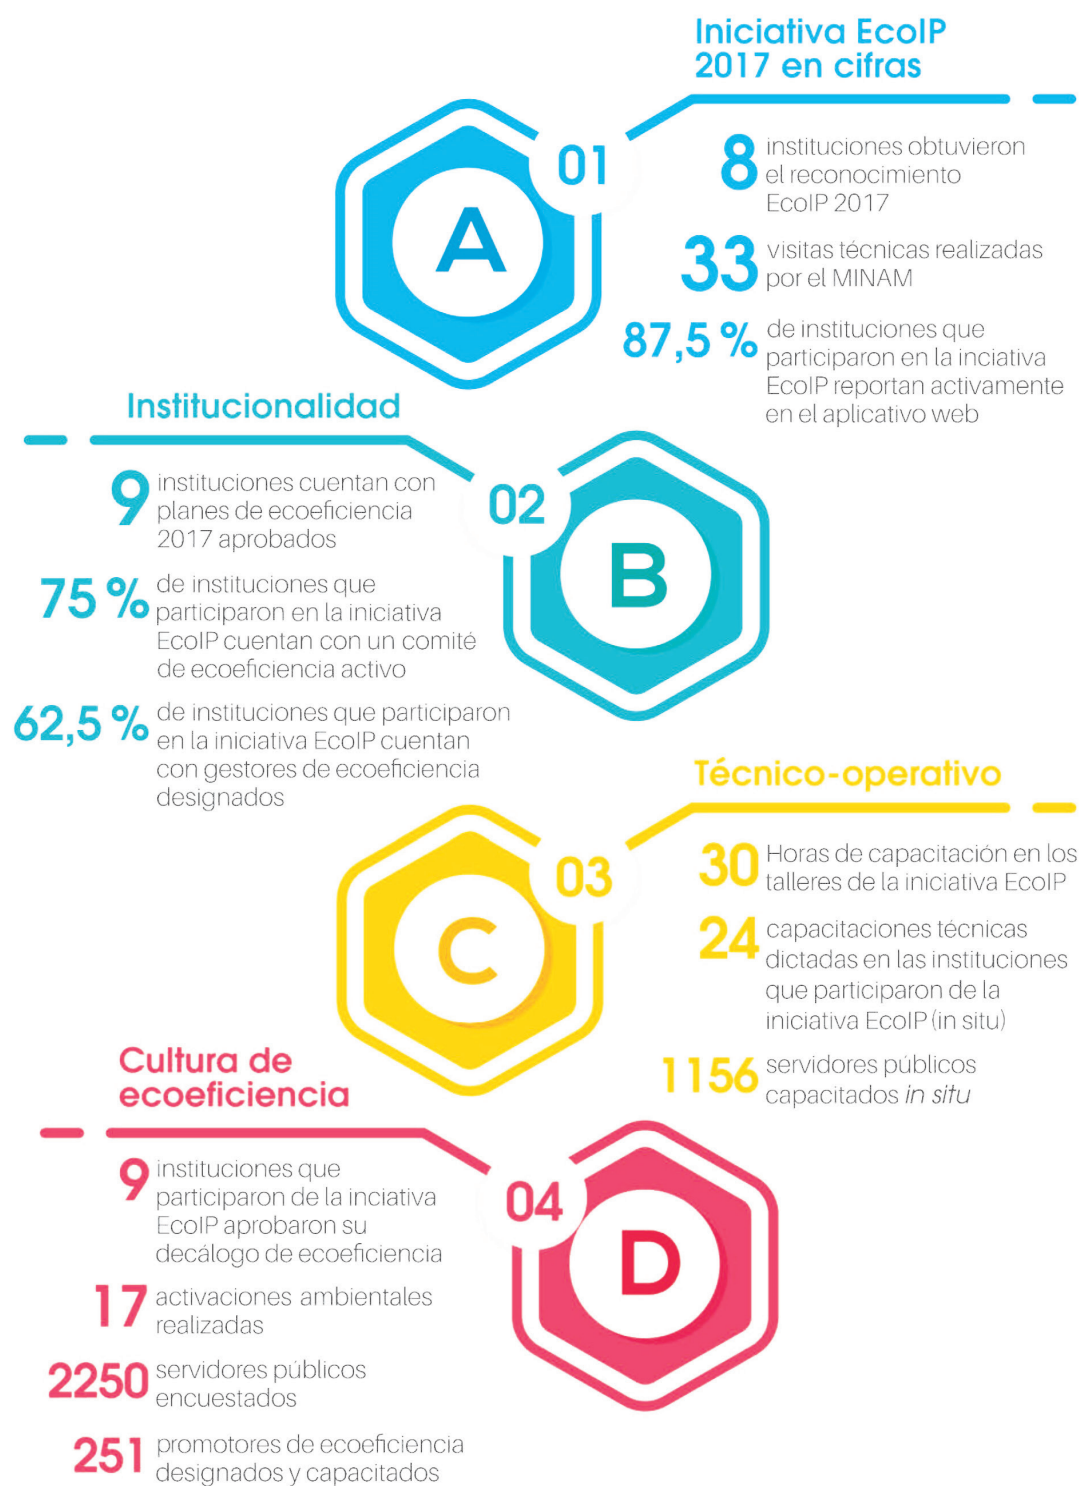 Iniciativa EcoIP
2017 en cifras
01
A
8 instituciones obtuvieron
el reconocimiento
EcoIP 2017
33 visitas técnicas realizadas
por el MINAM
87,5 % de instituciones que
participaron en la inciativa
EcoIP reportan activamente
en el aplicativo web
Institucionalidad
02
B
9 instituciones cuentan con
planes de ecoeficiencia
2017 aprobados
75 % de instituciones que
participaron en la iniciativa
EcoIP cuentan con un comité
de ecoeficiencia activo
62,5 % de instituciones que participaron
en la iniciativa EcoIP cuentan
con gestores de ecoeficiencia
designados
Técnico-operativo
03
C
30 Horas de capacitación en los
talleres de la iniciativa EcoIP
24 capacitaciones técnicas
dictadas en las instituciones
que participaron de la
iniciativa EcoIP (in situ)
1156 servidores públicos
capacitados in situ
Cultura de
ecoeficiencia
04
D
9 instituciones que
participaron de la inciativa
EcoIP aprobaron su
decálogo de ecoeficiencia
17 activaciones ambientales
realizadas
2250 servidores públicos
encuestados
251 promotores de ecoeficiencia
designados y capacitados